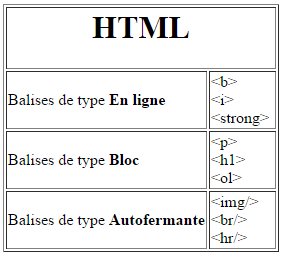 HTML
Balises de type En ligne
<b>
<i>
<strong>
Balises de type Bloc
<p>
<h1>
<ol>
Balises de type Autofermante
<img/>
<br/>
<hr/>